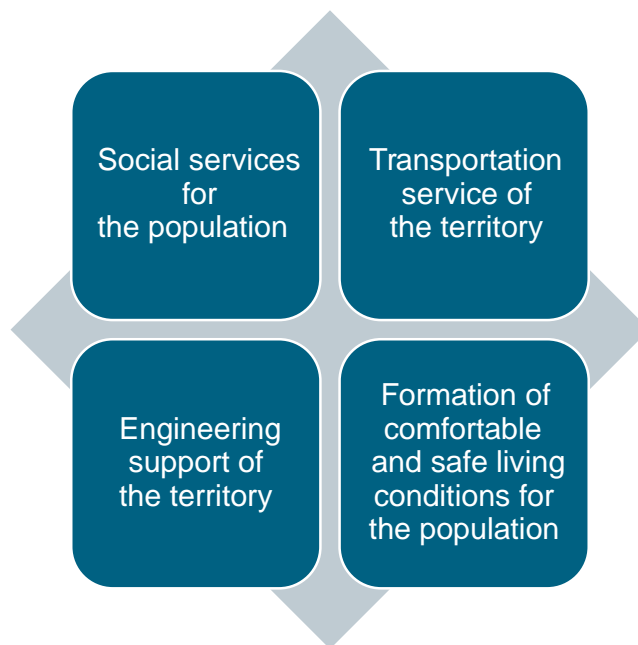 Social services
for
the population
Transportation
service of
the territory
Engineering
support of
the territory
Formation of
comfortable
and safe living
conditions for
the population